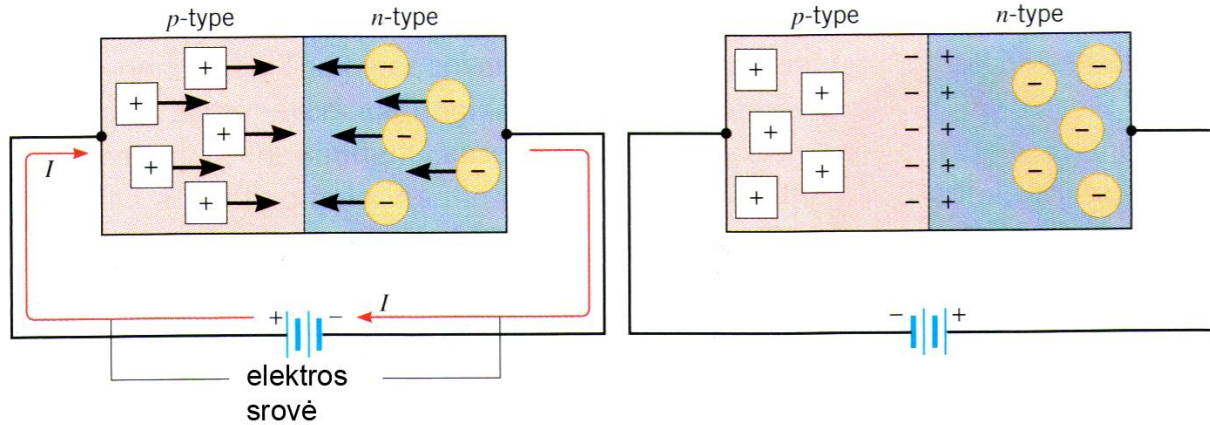 p-type n-type p-type n-type
+ − − +
+ − − +
+ − − +
+ − − +
+ − − +
I
I
+ −
− +
elektros
srovė